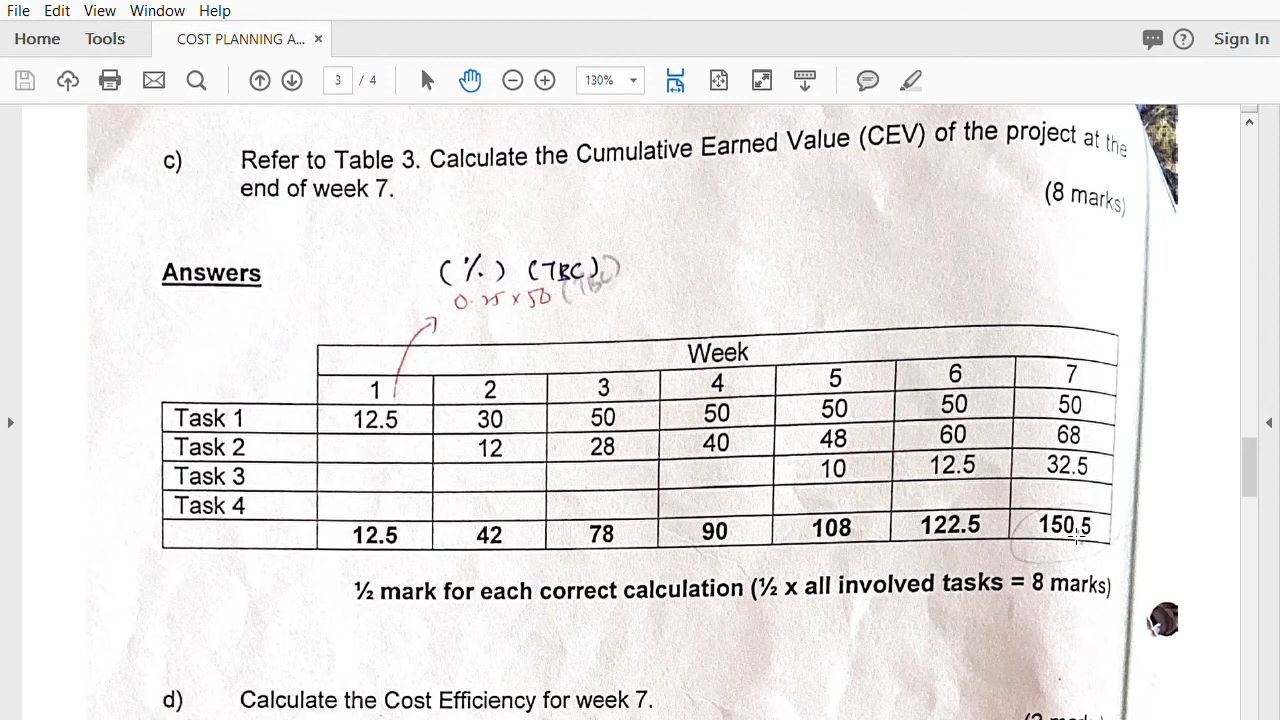 File Edit View Window Help
Home Tools COST PLANNING A... × Sign In
3 / 4 130%
c) Refer to Table 3. Calculate the Cumulative Earned Value (CEV) of the project at the
end of week 7.
(8 marks)
Answers
(%) (TBC)
0.25 x 50 (TBC)
Week
1 2 3 4 5 6 7
Task 1 12.5 30 50 50 50 50 50
Task 2 12 28 40 48 60 68
Task 3 10 12.5 32.5
Task 4
12.5 42 78 90 108 122.5 150.5
½ mark for each correct calculation (½ x all involved tasks = 8 marks)
d) Calculate the Cost Efficiency for week 7.